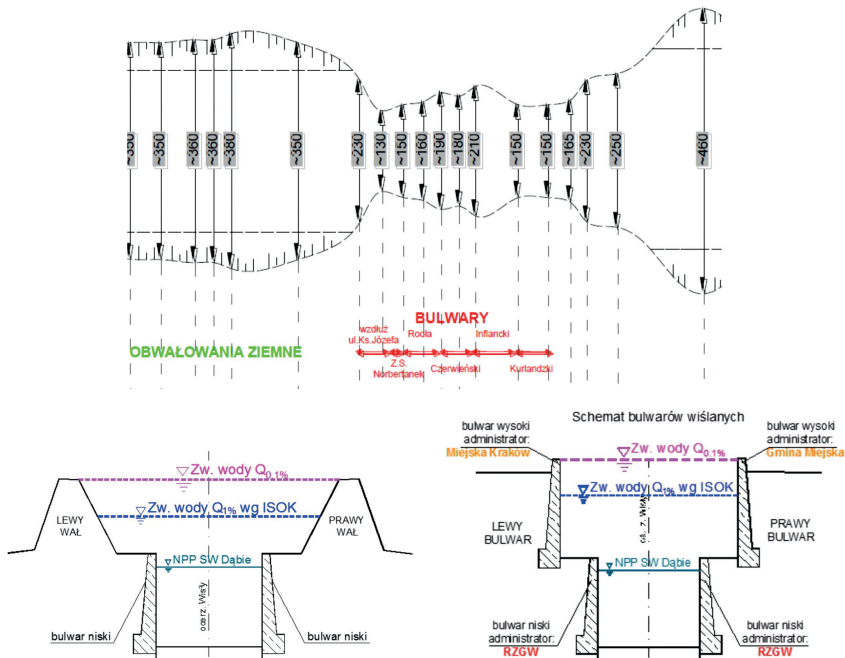 ~350
~350
~360
~360
~380
~350
~230
~130
~150
~160
~190
~180
~210
~150
~150
~165
~230
~250
~460
BULWARY
wzdłuż
ul.Ks.Józefa
Z.S.
Norbertanek
Rodła
Czerwieński
Inflancki
Kurlandzki
OBWAŁOWANIA ZIEMNE
Zw. wody Q0,1%
Zw. wody Q1% wg ISOK
LEWY
WAŁ
PRAWY
WAŁ
NPP SW Dąbie
oś rz. Wisły
bulwar niski
bulwar niski
Schemat bulwarów wiślanych
bulwar wysoki
administrator:
Miejska Kraków
bulwar wysoki
administrator:
Gmina Miejska
Zw. wody Q0,1%
Zw. wody Q1% wg ISOK
LEWY
BULWAR
PRAWY
BULWAR
NPP SW Dąbie
bulwar niski
administrator:
RZGW
bulwar niski
administrator:
RZGW